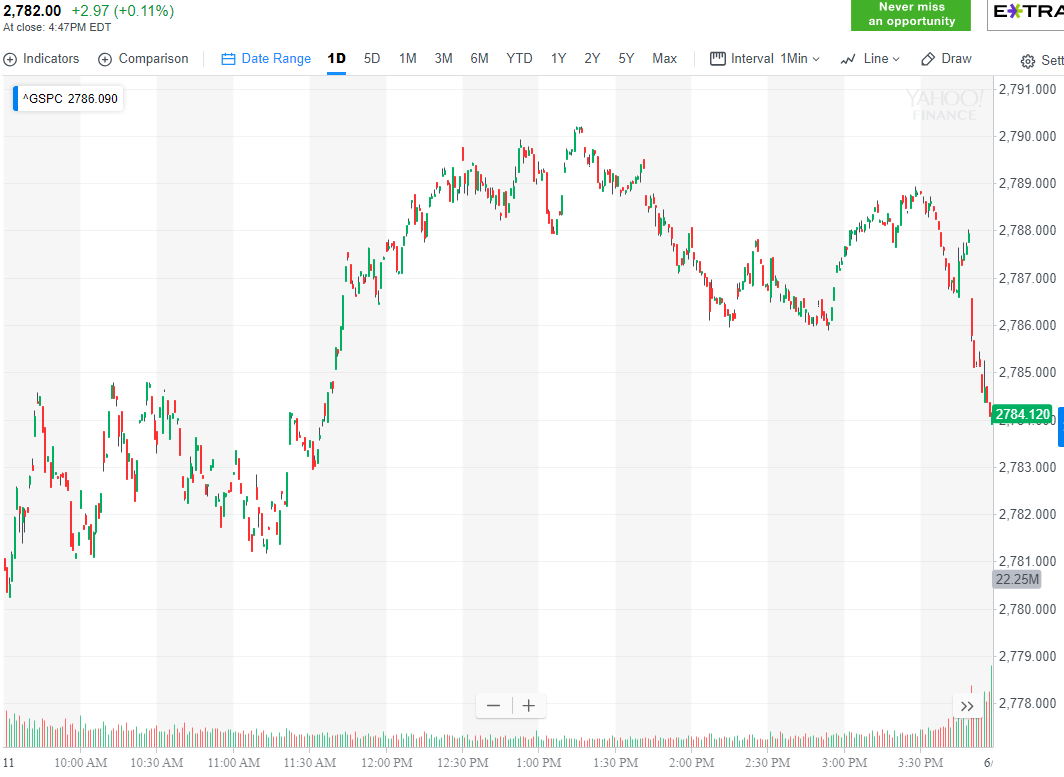 2,782.00 +2.97 (+0.11%)
At close: 4:47PM EDT
Never miss
an opportunity
Indicators Comparison Date Range 1D 5D 1M 3M 6M YTD 1Y 2Y 5Y Max Interval 1Min Line Draw
^GSPC 2786.090
YAHOO!
FINANCE
2,791.000
2,790.000
2,789.000
2,788.000
2,787.000
2,786.000
2,785.000
2784.120
2,783.000
2,782.000
2,781.000
22.25M
2,780.000
2,779.000
2,778.000
11 10:00 AM 10:30 AM 11:00 AM 11:30 AM 12:00 PM 12:30 PM 1:00 PM 1:30 PM 2:00 PM 2:30 PM 3:00 PM 3:30 PM 6/